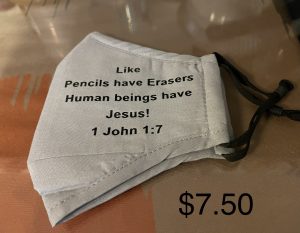 Like
Pencils have Erasers
Human beings have
Jesus!
1 John 1:7
$7.50